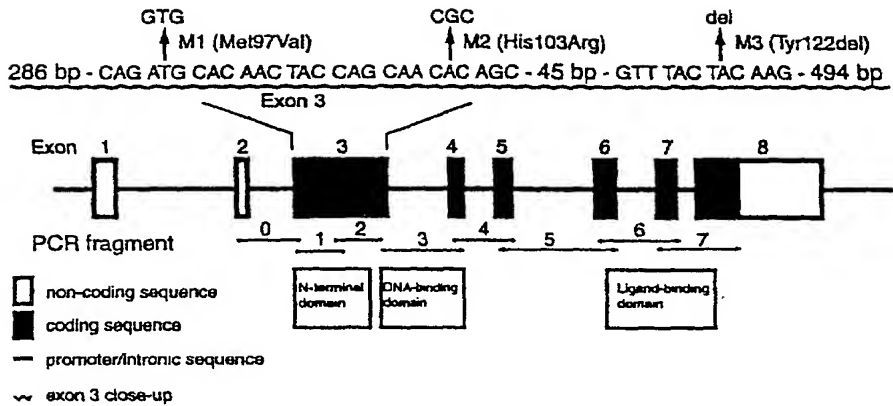 GTG CGC del
M1 (Met97Val) M2 (His103Arg) M3 (Tyr122del)
286 bp - CAG ATG CAC AAC TAC CAG CAA CAC AGC - 45 bp - GTT TAC TAC AAG - 494 bp
Exon 3
Exon 1 2 3 4 5 6 7 8
PCR fragment 0 1 2 3 4 5 6 7
non-coding sequence
coding sequence
promoter/intronic sequence
exon 3 close-up
N-terminal
domain
DNA-binding
domain
Ligand-binding
domain